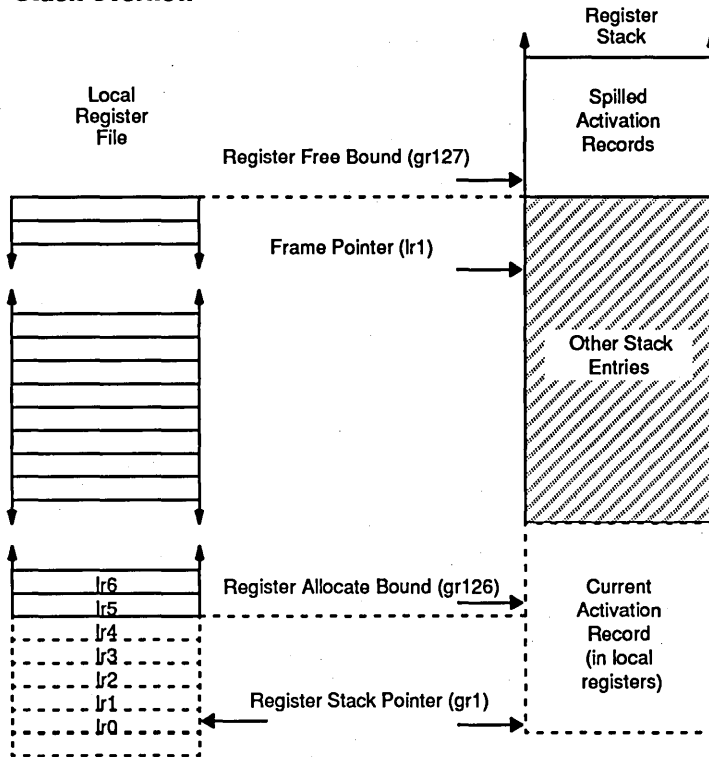 Stack Overflow
Register
Stack
Local
Register
File
Spilled
Activation
Records
Register Free Bound (gr127)
Frame Pointer (lr1)
Other Stack
Entries
lr6
Register Allocate Bound (gr126)
lr5
lr4
lr3
lr2
lr1
lr0
Current
Activation
Record
(in local
registers)
Register Stack Pointer (gr1)